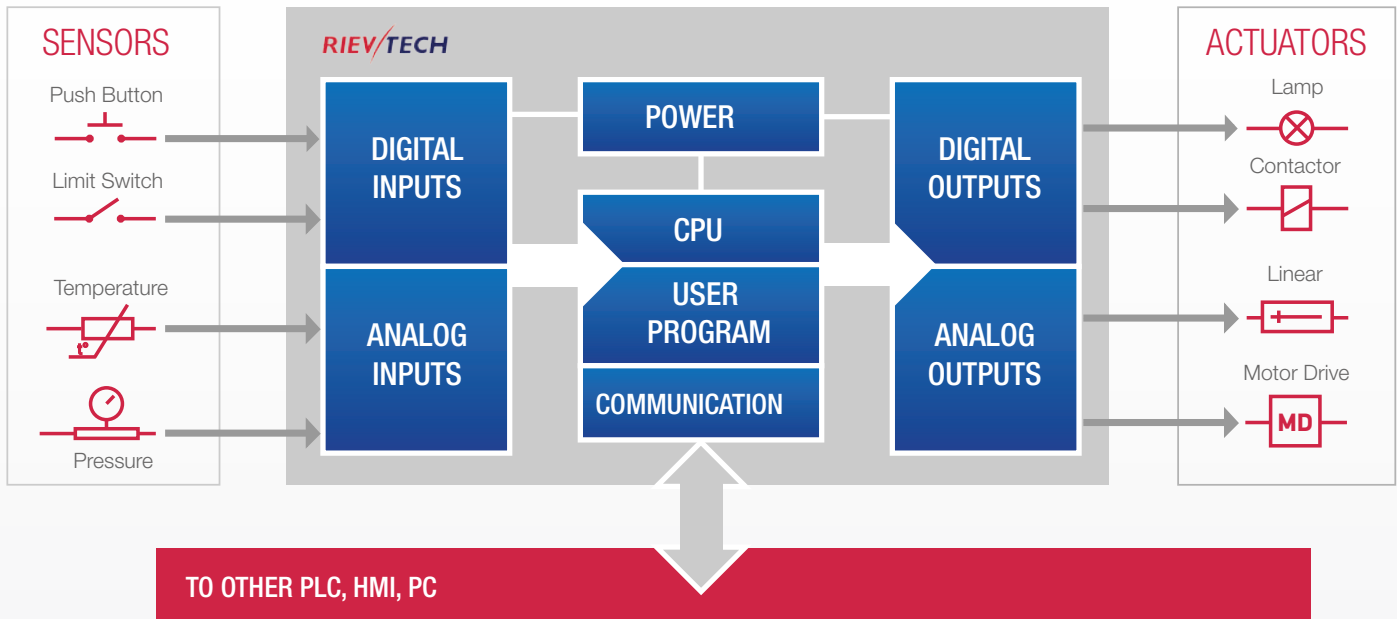 SENSORS
Push Button
Limit Switch
Temperature
t°
Pressure
RIEV/TECH
DIGITAL
INPUTS
ANALOG
INPUTS
POWER
CPU
USER
PROGRAM
COMMUNICATION
DIGITAL
OUTPUTS
ANALOG
OUTPUTS
ACTUATORS
Lamp
Contactor
Linear
Motor Drive
MD
TO OTHER PLC, HMI, PC